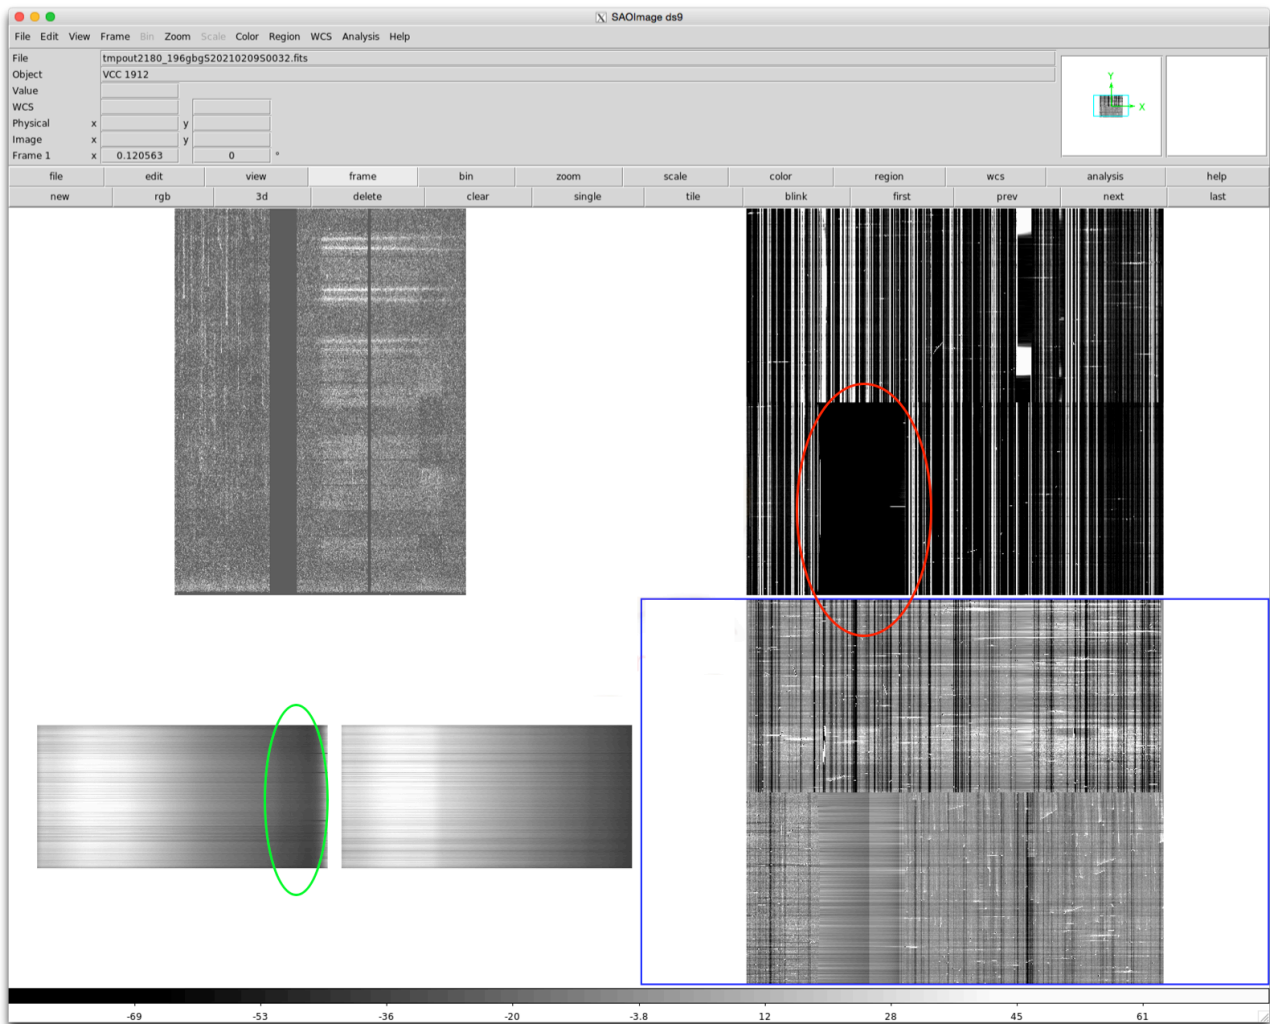 SAOImage ds9
File Edit View Frame Bin Zoom Scale Color Region WCS Analysis Help
File tmpout2180_196gbgS20210209S0032.fits
Object VCC 1912
Value
WCS
Physical x y
Image x y
Frame 1 x 0.120563 0 °
Y
X
file edit view frame bin zoom scale color region wcs analysis help
new rgb 3d delete clear single tile blink first prev next last
-69 -53 -36 -20 -3.8 12 28 45 61